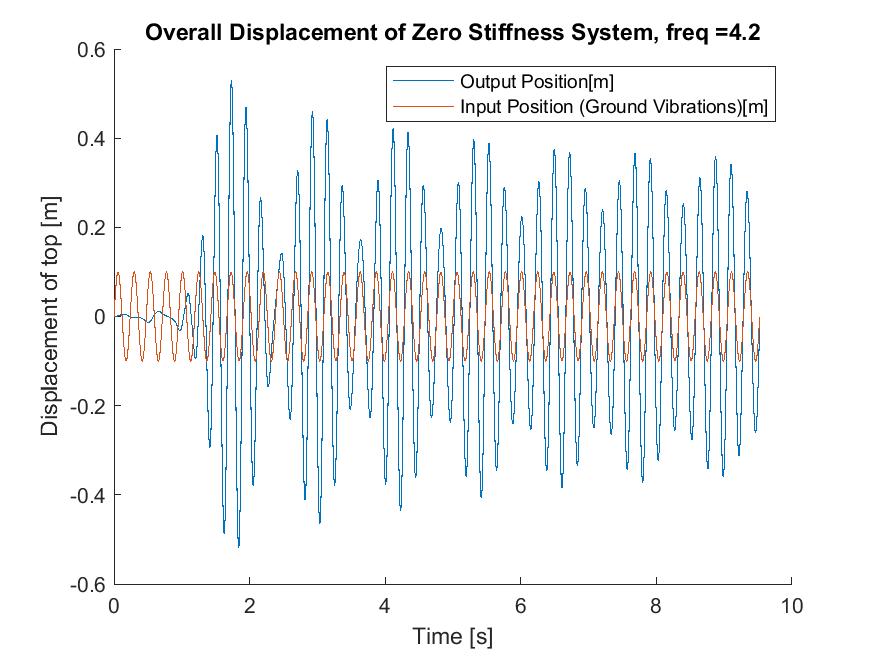 Overall Displacement of Zero Stiffness System, freq =4.2
0.6
Output Position[m]
Input Position (Ground Vibrations)[m]
0.4
0.2
0
-0.2
-0.4
-0.6
Displacement of top [m]
0 2 4 6 8 10
Time [s]